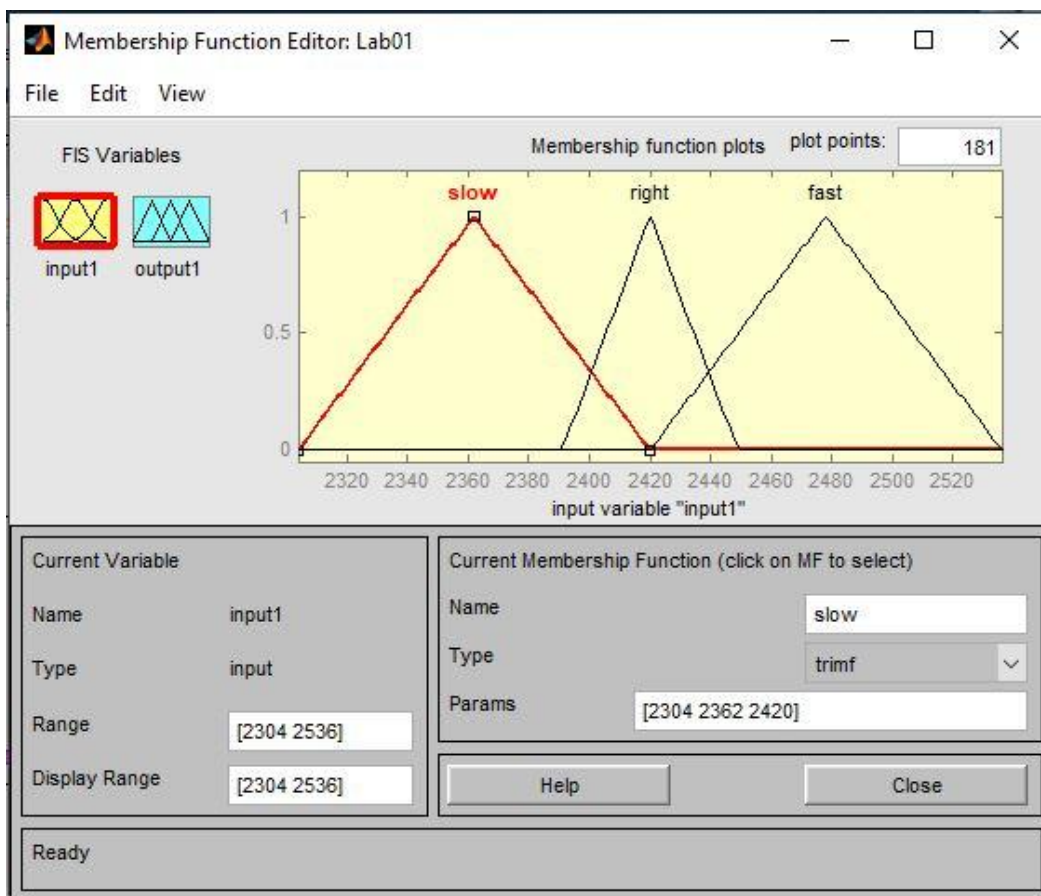 Membership Function Editor: Lab01
File Edit View
FIS Variables
Membership function plots plot points: 181
input1 output1
slow right fast
1
0.5
0
2320 2340 2360 2380 2400 2420 2440 2460 2480 2500 2520
input variable "input1"
Current Variable
Name input1
Type input
Range [2304 2536]
Display Range [2304 2536]
Current Membership Function (click on MF to select)
Name slow
Type trimf
Params [2304 2362 2420]
Help Close
Ready